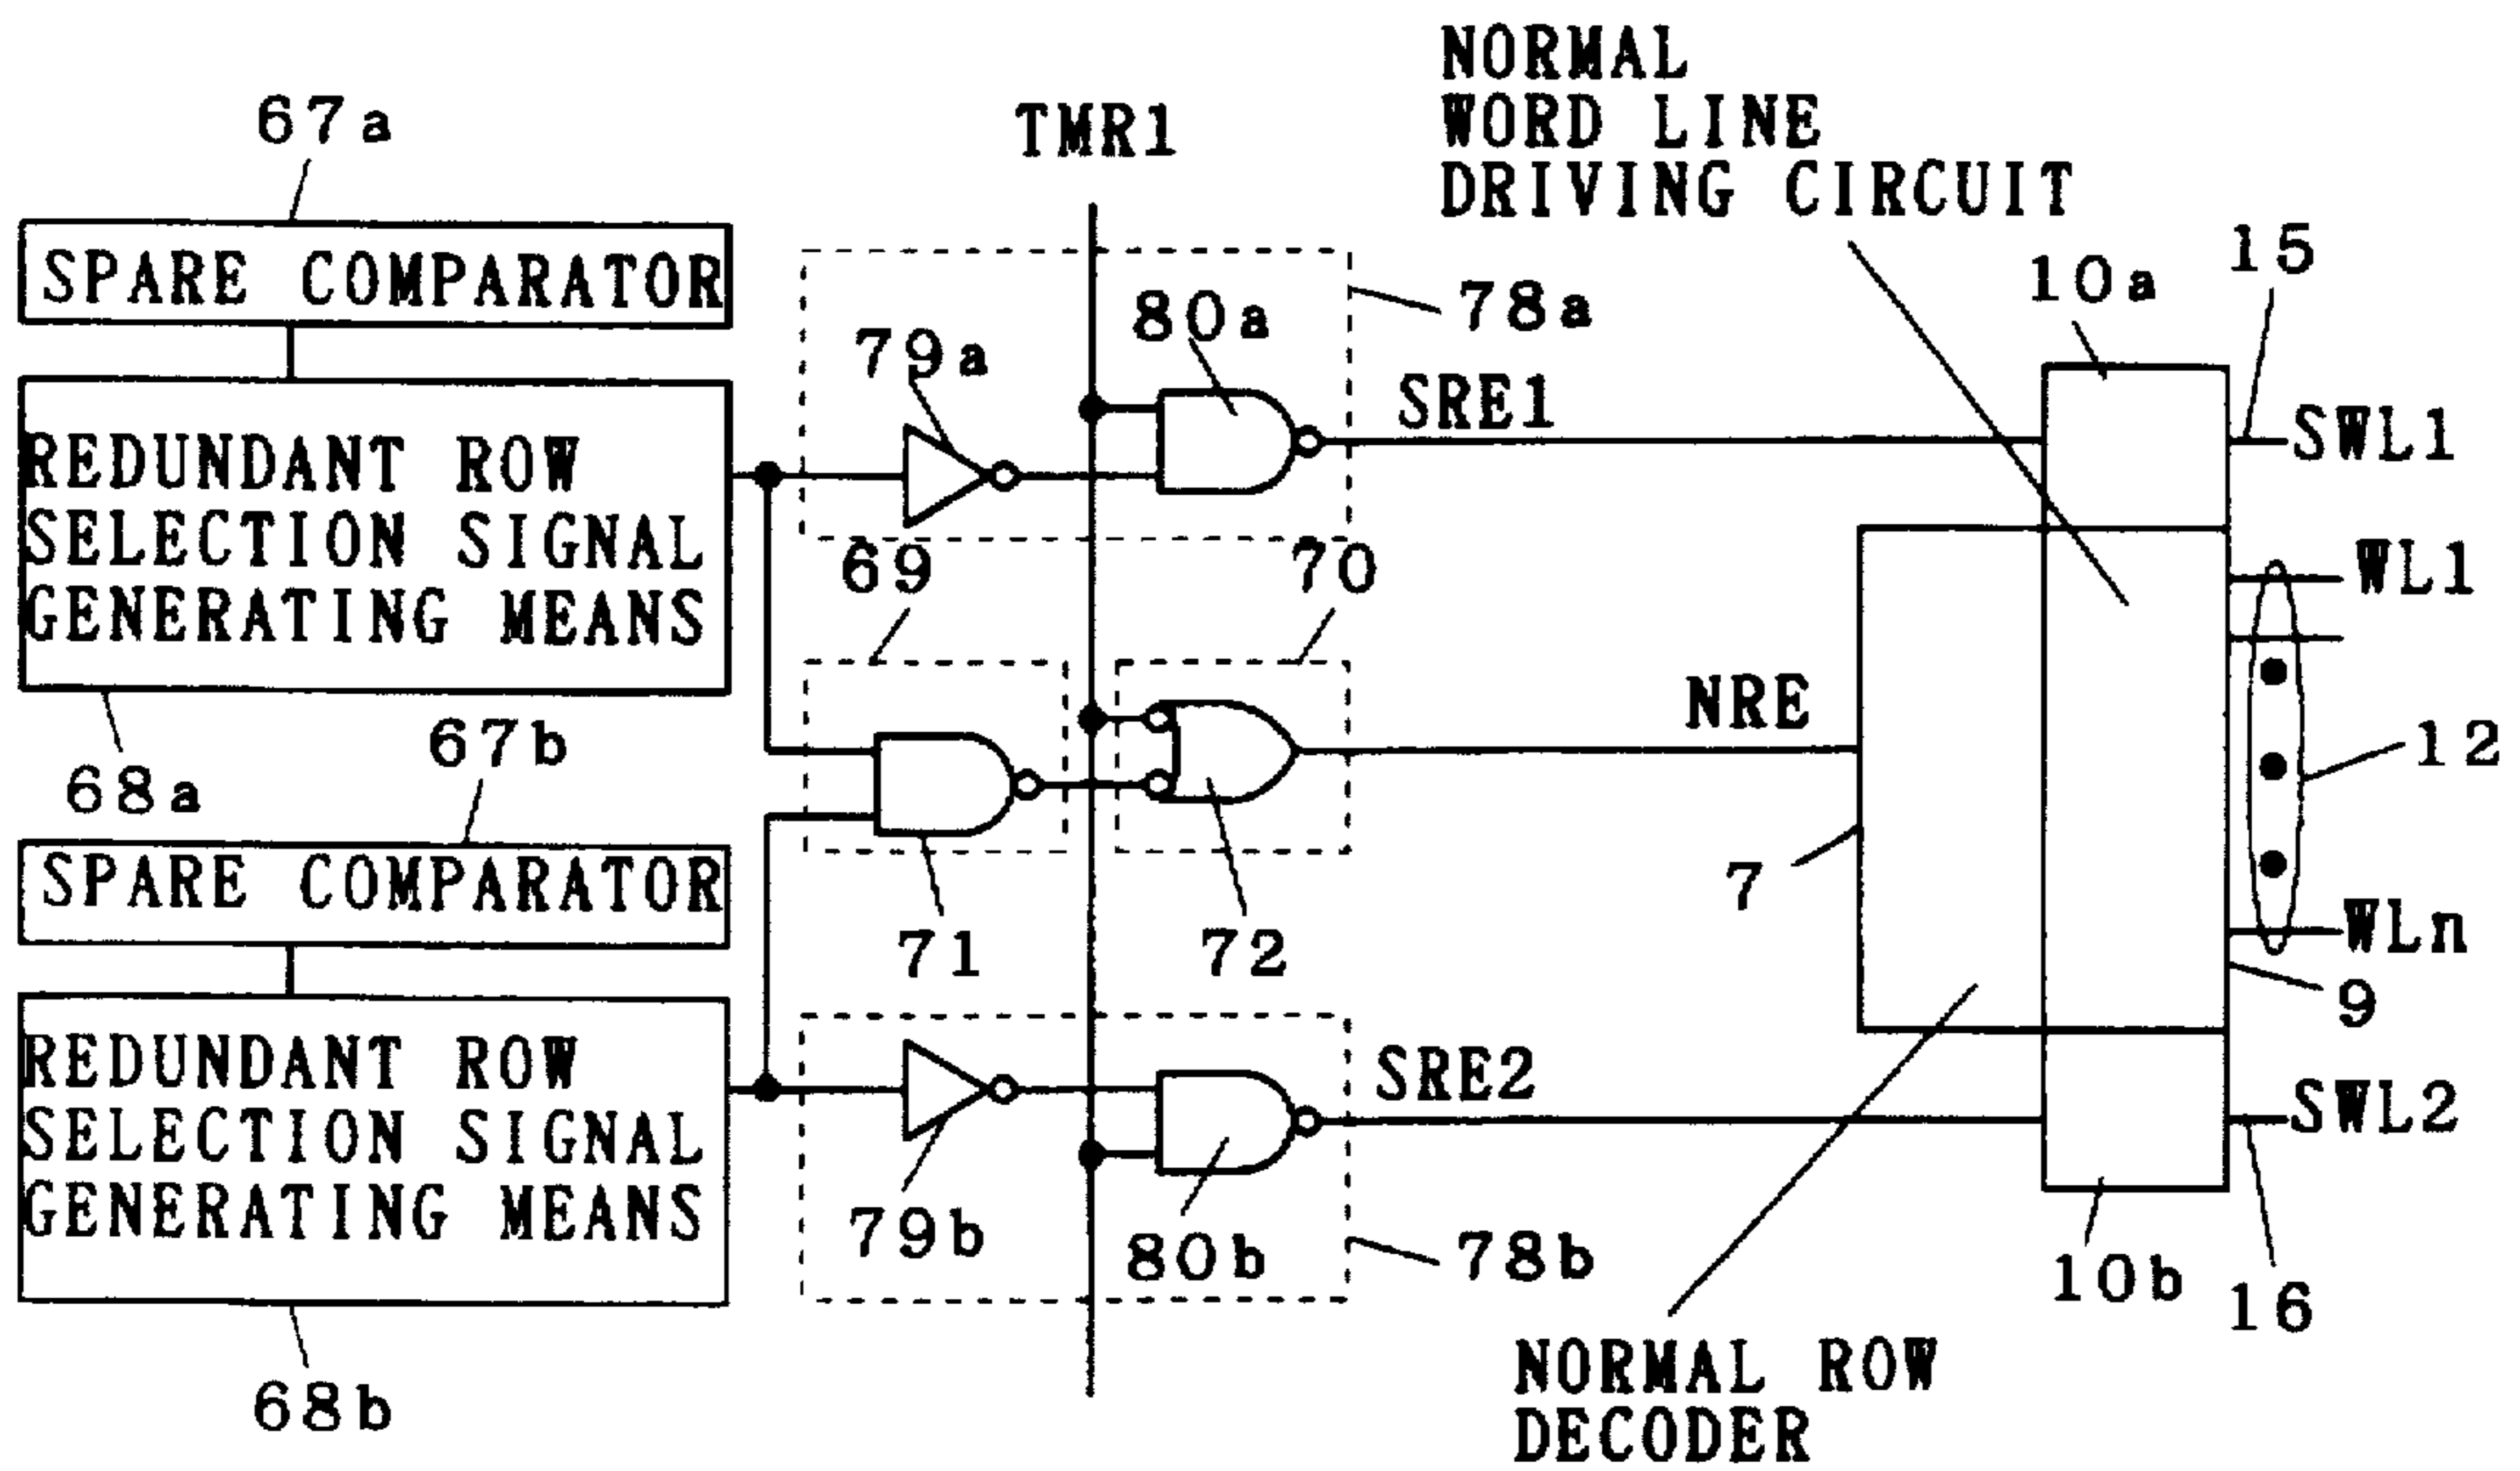 NORMAL
WORD LINE
DRIVING CIRCUIT
67a
TMR1
SPARE COMPARATOR
78a
10a
15
80a
79a
SRE1
SWL1
REDUNDANT ROW
SELECTION SIGNAL
GENERATING MEANS
69
70
WL1
68a
67b
NRE
12
7
SPARE COMPARATOR
71
72
WLn
9
REDUNDANT ROW
SELECTION SIGNAL
GENERATING MEANS
SRE2
SWL2
79b
80b
78b
10b
16
68b
NORMAL ROW
DECODER